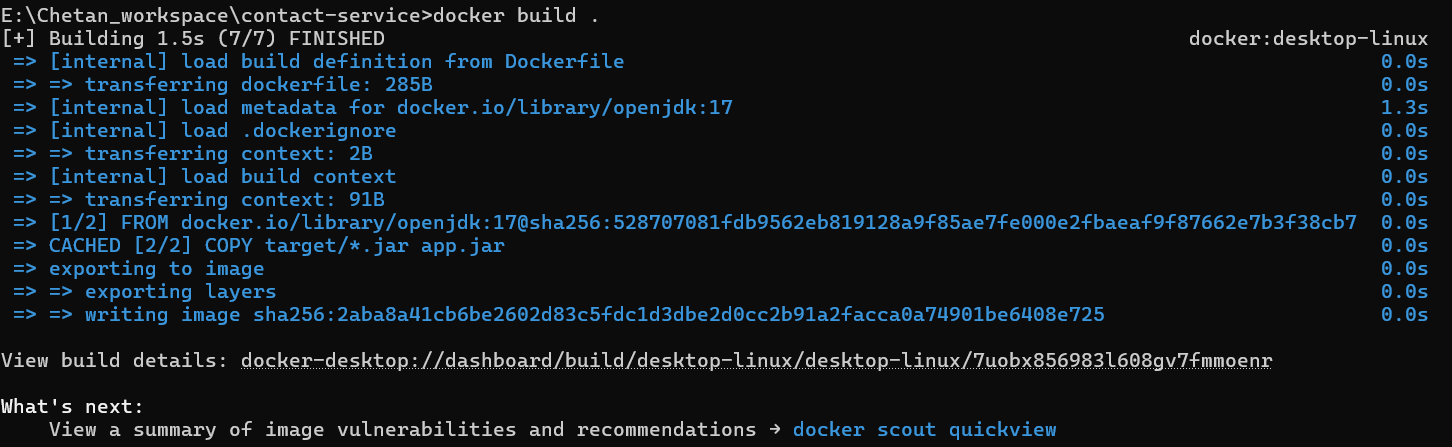 E:\Chetan_workspace\contact-service>docker build .
[+] Building 1.5s (7/7) FINISHED docker:desktop-linux
=> [internal] load build definition from Dockerfile 0.0s
=> => transferring dockerfile: 285B 0.0s
=> [internal] load metadata for docker.io/library/openjdk:17 1.3s
=> [internal] load .dockerignore 0.0s
=> => transferring context: 2B 0.0s
=> [internal] load build context 0.0s
=> => transferring context: 91B 0.0s
=> [1/2] FROM docker.io/library/openjdk:17@sha256:528707081fdb9562eb819128a9f85ae7fe000e2fbaeaf9f87662e7b3f38cb7 0.0s
=> CACHED [2/2] COPY target/*.jar app.jar 0.0s
=> exporting to image 0.0s
=> => exporting layers 0.0s
=> => writing image sha256:2aba8a41cb6be2602d83c5fdc1d3dbe2d0cc2b91a2facca0a74901be6408e725 0.0s
View build details: docker-desktop://dashboard/build/desktop-linux/desktop-linux/7uobx856983l608gv7fmmoenr
What's next:
View a summary of image vulnerabilities and recommendations → docker scout quickview